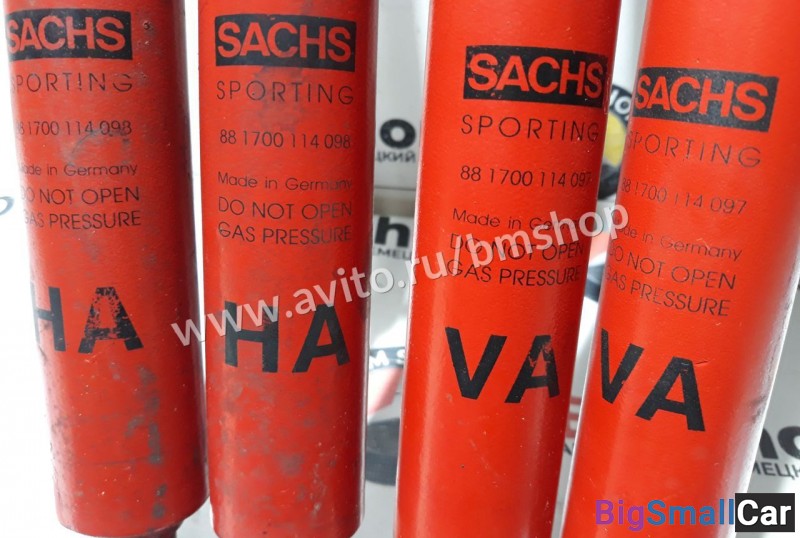 SACHS
SPORTING
88 1700 114 098
Made in Germany
DO NOT OPEN
GAS PRESSURE
HA
SACHS
SPORTING
88 1700 114 098
Made in Germany
DO NOT OPEN
GAS PRESSURE
HA
SACHS
SPORTING
88 1700 114 097
Made in Germany
DO NOT OPEN
GAS PRESSURE
VA
SACHS
SPORTING
88 1700 114 097
Made in Germany
DO NOT OPEN
GAS PRESSURE
VA
www.avito.ru/bmshop
BigSmallCar